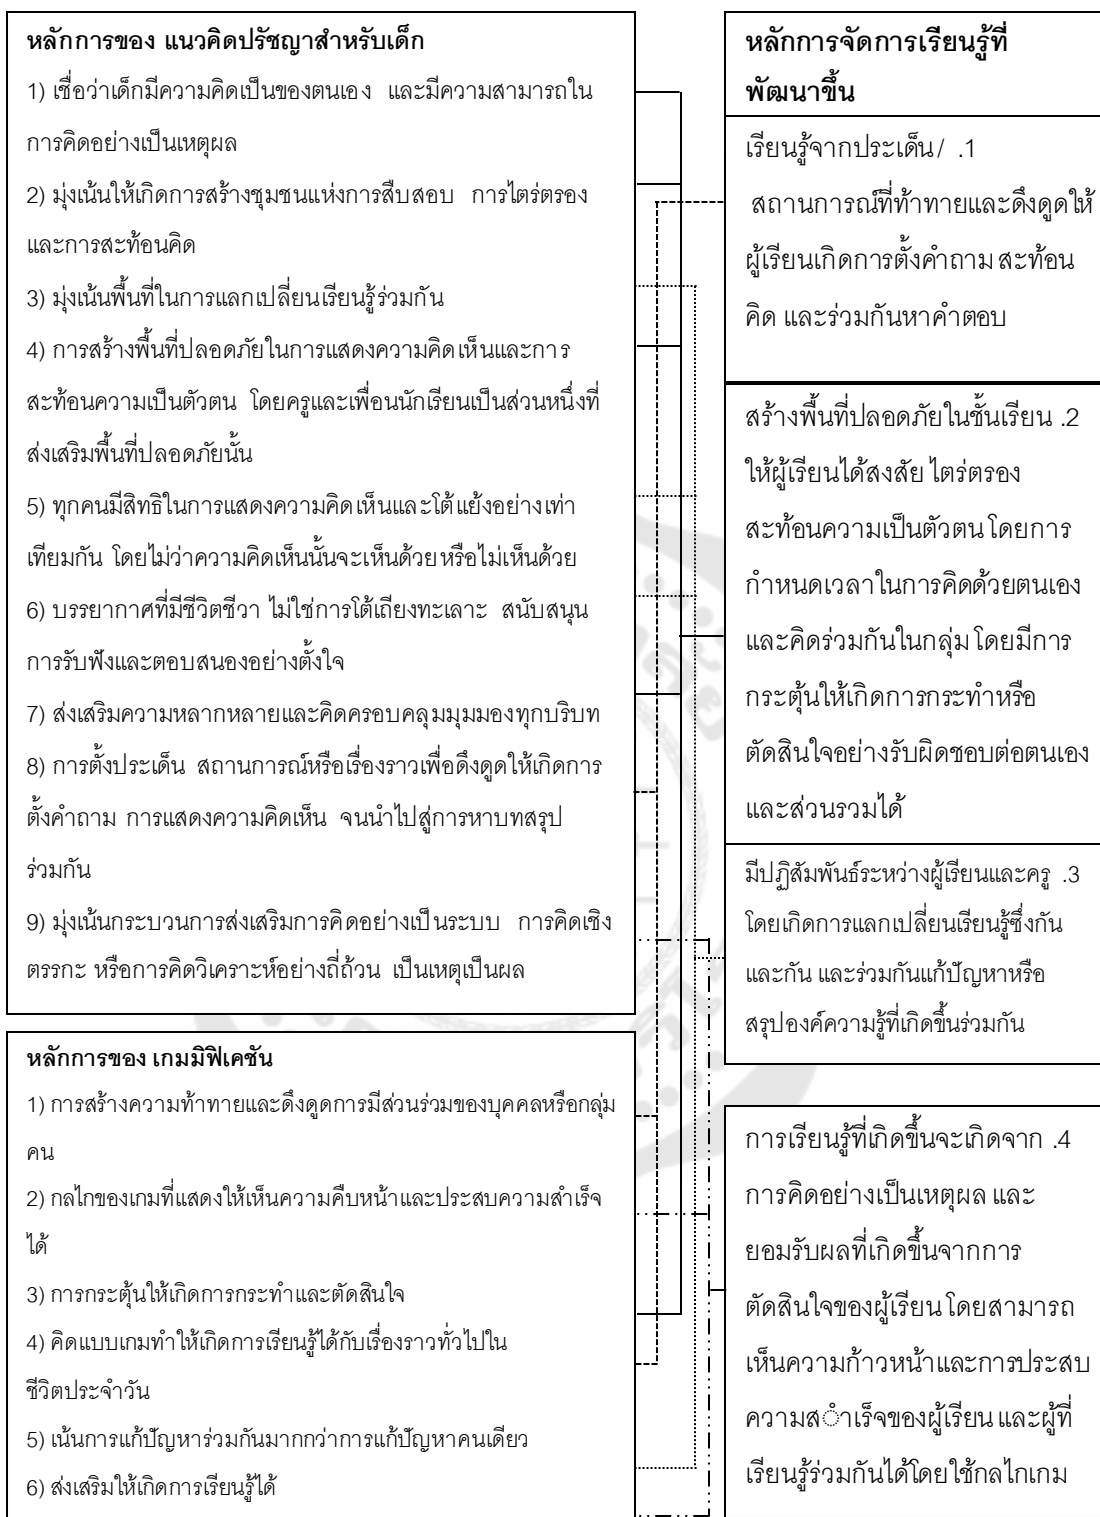 หลักการของ แนวคิดปรัชญาสำหรับเด็ก
1) เชื่อว่าเด็กมีความคิดเป็นของตนเอง และมีความสามารถใน
การคิดอย่างเป็นเหตุผล
2) มุ่งเน้นให้เกิดการสร้างชุมชนแห่งการสืบสอบ การไตร่ตรอง
และการสะท้อนคิด
3) มุ่งเน้นพื้นที่ในการแลกเปลี่ยนเรียนรู้ร่วมกัน
4) การสร้างพื้นที่ปลอดภัยในการแสดงความคิดเห็นและการ
สะท้อนความเป็นตัวตน โดยครูและเพื่อนนักเรียนเป็นส่วนหนึ่งที่
ส่งเสริมพื้นที่ปลอดภัยนั้น
5) ทุกคนมีสิทธิในการแสดงความคิดเห็นและโต้แย้งอย่างเท่า
เทียมกัน โดยไม่ว่าความคิดเห็นนั้นจะเห็นด้วยหรือไม่เห็นด้วย
6) บรรยากาศที่มีชีวิตชีวา ไม่ใช่การโต้เถียงทะเลาะ สนับสนุน
การรับฟังและตอบสนองอย่างตั้งใจ
7) ส่งเสริมความหลากหลายและคิดครอบคลุมมุมมองทุกบริบท
8) การตั้งประเด็น สถานการณ์หรือเรื่องราวเพื่อดึงดูดให้เกิดการ
ตั้งคำถาม การแสดงความคิดเห็น จนนำไปสู่การหาบทสรุป
ร่วมกัน
9) มุ่งเน้นกระบวนการส่งเสริมการคิดอย่างเป็นระบบ การคิดเชิง
ตรรกะ หรือการคิดวิเคราะห์อย่างถี่ถ้วน เป็นเหตุเป็นผล
หลักการของ เกมมิฟิเคชัน
1) การสร้างความท้าทายและดึงดูดการมีส่วนร่วมของบุคคลหรือกลุ่ม
คน
2) กลไกของเกมที่แสดงให้เห็นความคืบหน้าและประสบความสำเร็จ
ได้
3) การกระตุ้นให้เกิดการกระทำและตัดสินใจ
4) คิดแบบเกมทำให้เกิดการเรียนรู้ได้กับเรื่องราวทั่วไปใน
ชีวิตประจำวัน
5) เน้นการแก้ปัญหาร่วมกันมากกว่าการแก้ปัญหาคนเดียว
6) ส่งเสริมให้เกิดการเรียนรู้ได้
หลักการจัดการเรียนรู้ที่
พัฒนาขึ้น
เรียนรู้จากประเด็น/ .1
สถานการณ์ที่ท้าทายและดึงดูดให้
ผู้เรียนเกิดการตั้งคำถาม สะท้อน
คิด และร่วมกันหาคำตอบ
สร้างพื้นที่ปลอดภัยในชั้นเรียน .2
ให้ผู้เรียนได้สงสัย ไตร่ตรอง
สะท้อนความเป็นตัวตน โดยการ
กำหนดเวลาในการคิดด้วยตนเอง
และคิดร่วมกันในกลุ่ม โดยมีการ
กระตุ้นให้เกิดการกระทำหรือ
ตัดสินใจอย่างรับผิดชอบต่อตนเอง
และส่วนรวมได้
มีปฏิสัมพันธ์ระหว่างผู้เรียนและครู .3
โดยเกิดการแลกเปลี่ยนเรียนรู้ซึ่งกัน
และกัน และร่วมกันแก้ปัญหาหรือ
สรุปองค์ความรู้ที่เกิดขึ้นร่วมกัน
การเรียนรู้ที่เกิดขึ้นจะเกิดจาก .4
การคิดอย่างเป็นเหตุผล และ
ยอมรับผลที่เกิดขึ้นจากการ
ตัดสินใจของผู้เรียน โดยสามารถ
เห็นความก้าวหน้าและการประสบ
ความสำเร็จของผู้เรียน และผู้ที่
เรียนรู้ร่วมกันได้โดยใช้กลไกเกม